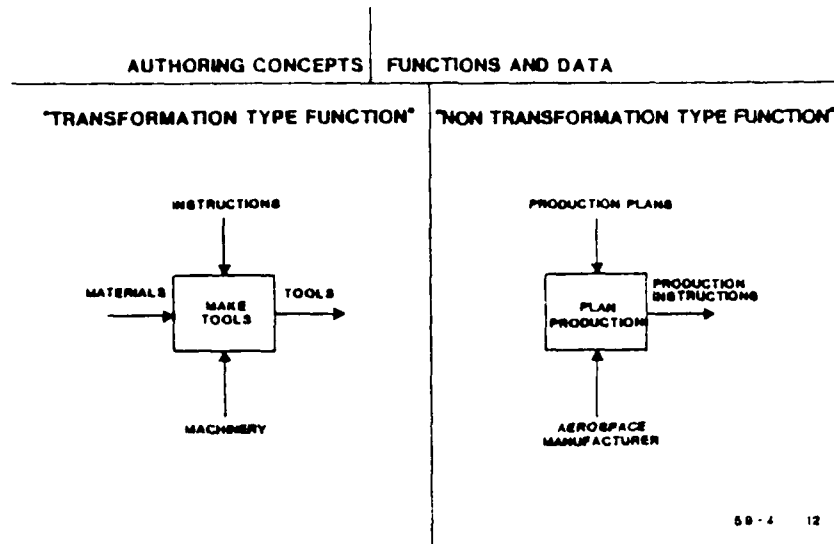 AUTHORING CONCEPTS FUNCTIONS AND DATA
"TRANSFORMATION TYPE FUNCTION"
INSTRUCTIONS
MATERIALS
MAKE
TOOLS
TOOLS
MACHINERY
"NON TRANSFORMATION TYPE FUNCTION"
PRODUCTION PLANS
PLAN
PRODUCTION
PRODUCTION
INSTRUCTIONS
AEROSPACE
MANUFACTURER
59-4 12